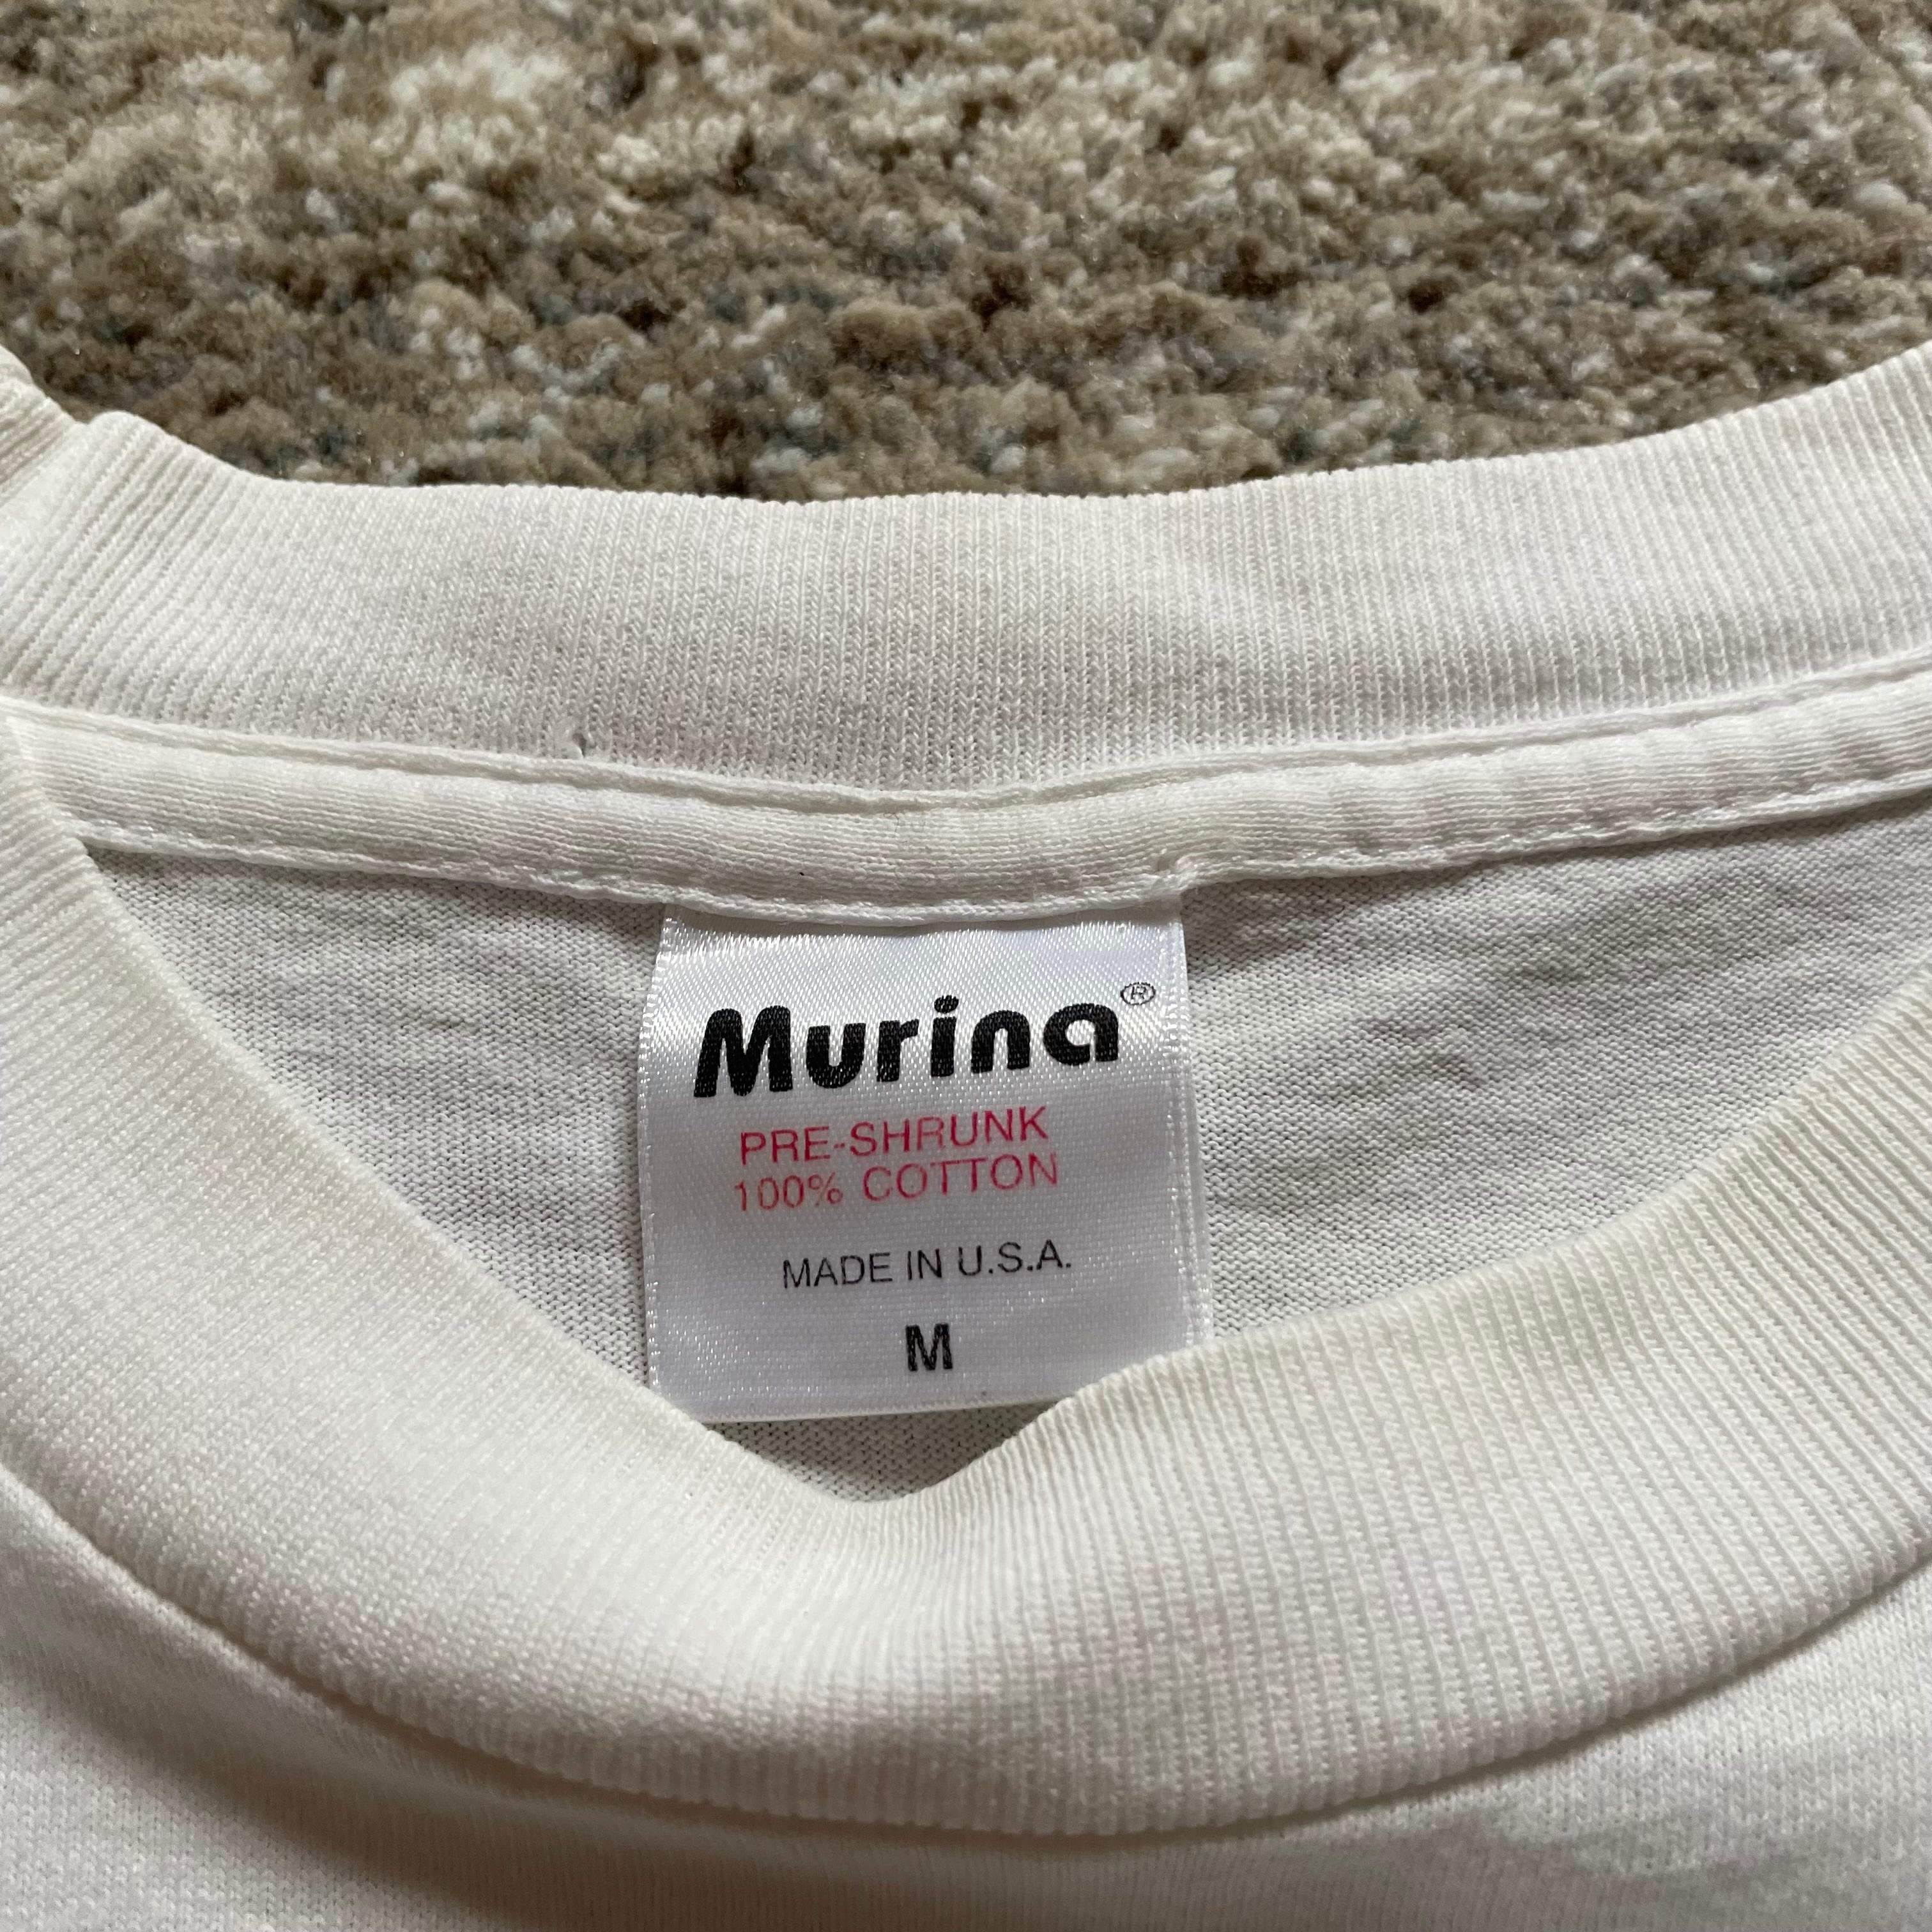 Murina®
PRE-SHRUNK
100% COTTON
MADE IN U.S.A.
M